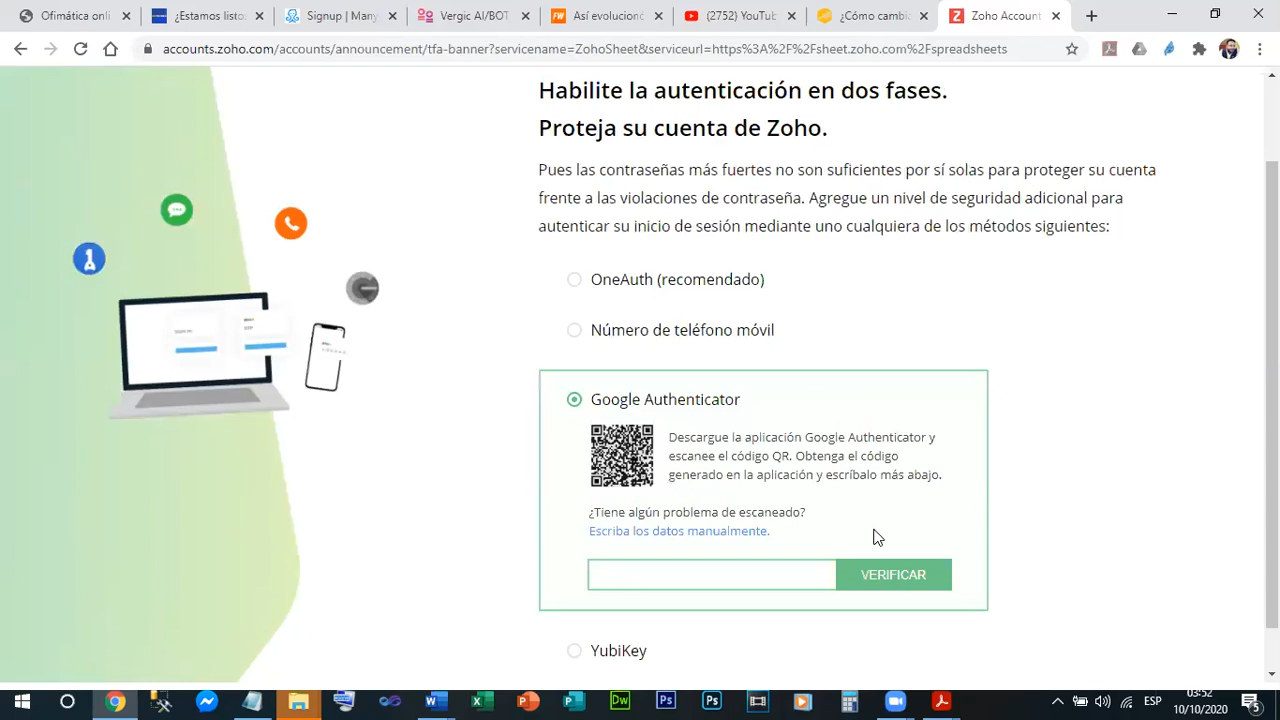 Ofimática onli
¿Estamos liste
Signup | Many
Vergic AI/BOT
Así evolucion
(2752) YouTu
¿Cómo cambi
Zoho Account
accounts.zoho.com/accounts/announcement/tfa-banner?servicename=ZohoSheet&serviceurl=https%3A%2F%2Fsheet.zoho.com%2Fspreadsheets
Habilite la autenticación en dos fases.
Proteja su cuenta de Zoho.
Pues las contraseñas más fuertes no son suficientes por sí solas para proteger su cuenta
frente a las violaciones de contraseña. Agregue un nivel de seguridad adicional para
autenticar su inicio de sesión mediante uno cualquiera de los métodos siguientes:
OneAuth (recomendado)
Número de teléfono móvil
Google Authenticator
Descargue la aplicación Google Authenticator y
escanee el código QR. Obtenga el código
generado en la aplicación y escríbalo más abajo.
¿Tiene algún problema de escaneado?
Escriba los datos manualmente.
VERIFICAR
YubiKey
ESP
03:52
10/10/2020
5